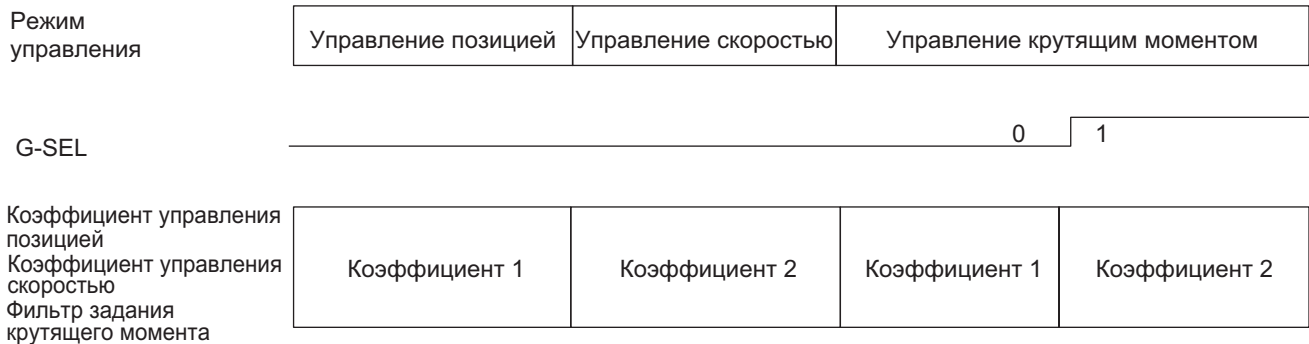 Режим
управления
Управление позицией
Управление скоростью
Управление крутящим моментом
G-SEL
0
1
Коэффициент управления
позицией
Коэффициент управления
скоростью
Фильтр задания
крутящего момента
Коэффициент 1
Коэффициент 2
Коэффициент 1
Коэффициент 2